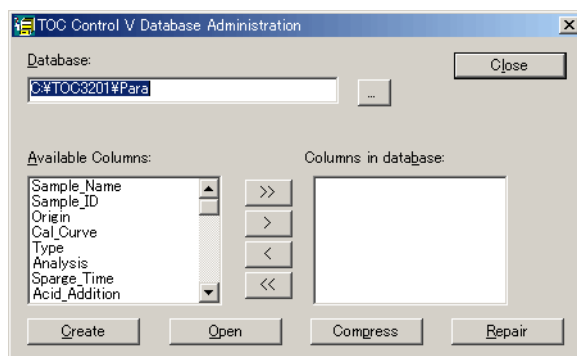 TOC Control V Database Administration
Database:
Close
C:¥TOC3201¥Para
...
Available Columns:
Columns in database:
Sample_Name
Sample_ID
Origin
Cal_Curve
Type
Analysis
Sparge_Time
Acid_Addition
>>
>
<
<<
Create
Open
Compress
Repair